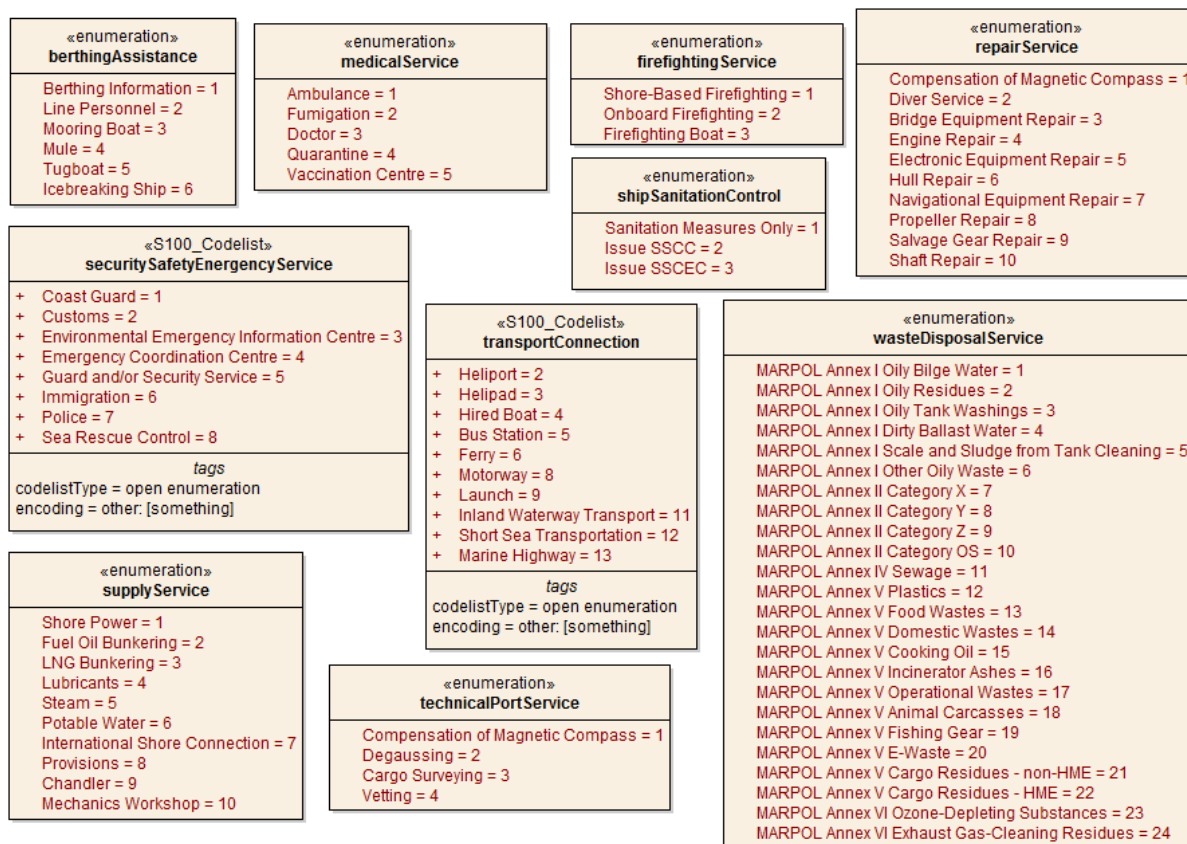 «enumeration»
berthingAssistance
Berthing Information = 1
Line Personnel = 2
Mooring Boat = 3
Mule = 4
Tugboat = 5
Icebreaking Ship = 6
«enumeration»
medicalService
Ambulance = 1
Fumigation = 2
Doctor = 3
Quarantine = 4
Vaccination Centre = 5
«enumeration»
firefightingService
Shore-Based Firefighting = 1
Onboard Firefighting = 2
Firefighting Boat = 3
«enumeration»
repairService
Compensation of Magnetic Compass = 1
Diver Service = 2
Bridge Equipment Repair = 3
Engine Repair = 4
Electronic Equipment Repair = 5
Hull Repair = 6
Navigational Equipment Repair = 7
Propeller Repair = 8
Salvage Gear Repair = 9
Shaft Repair = 10
«enumeration»
shipSanitationControl
Sanitation Measures Only = 1
Issue SSCC = 2
Issue SSCEC = 3
«S100_Codelist»
securitySafetyEnergencyService
+ Coast Guard = 1
+ Customs = 2
+ Environmental Emergency Information Centre = 3
+ Emergency Coordination Centre = 4
+ Guard and/or Security Service = 5
+ Immigration = 6
+ Police = 7
+ Sea Rescue Control = 8
tags
codelistType = open enumeration
encoding = other: [something]
«S100_Codelist»
transportConnection
+ Heliport = 2
+ Helipad = 3
+ Hired Boat = 4
+ Bus Station = 5
+ Ferry = 6
+ Motorway = 8
+ Launch = 9
+ Inland Waterway Transport = 11
+ Short Sea Transportation = 12
+ Marine Highway = 13
tags
codelistType = open enumeration
encoding = other: [something]
«enumeration»
wasteDisposalService
MARPOL Annex I Oily Bilge Water = 1
MARPOL Annex I Oily Residues = 2
MARPOL Annex I Oily Tank Washings = 3
MARPOL Annex I Dirty Ballast Water = 4
MARPOL Annex I Scale and Sludge from Tank Cleaning = 5
MARPOL Annex I Other Oily Waste = 6
MARPOL Annex II Category X = 7
MARPOL Annex II Category Y = 8
MARPOL Annex II Category Z = 9
MARPOL Annex II Category OS = 10
MARPOL Annex IV Sewage = 11
MARPOL Annex V Plastics = 12
MARPOL Annex V Food Wastes = 13
MARPOL Annex V Domestic Wastes = 14
MARPOL Annex V Cooking Oil = 15
MARPOL Annex V Incinerator Ashes = 16
MARPOL Annex V Operational Wastes = 17
MARPOL Annex V Animal Carcasses = 18
MARPOL Annex V Fishing Gear = 19
MARPOL Annex V E-Waste = 20
MARPOL Annex V Cargo Residues - non-HME = 21
MARPOL Annex V Cargo Residues - HME = 22
MARPOL Annex VI Ozone-Depleting Substances = 23
MARPOL Annex VI Exhaust Gas-Cleaning Residues = 24
«enumeration»
supplyService
Shore Power = 1
Fuel Oil Bunkering = 2
LNG Bunkering = 3
Lubricants = 4
Steam = 5
Potable Water = 6
International Shore Connection = 7
Provisions = 8
Chandler = 9
Mechanics Workshop = 10
«enumeration»
technicalPortService
Compensation of Magnetic Compass = 1
Degaussing = 2
Cargo Surveying = 3
Vetting = 4